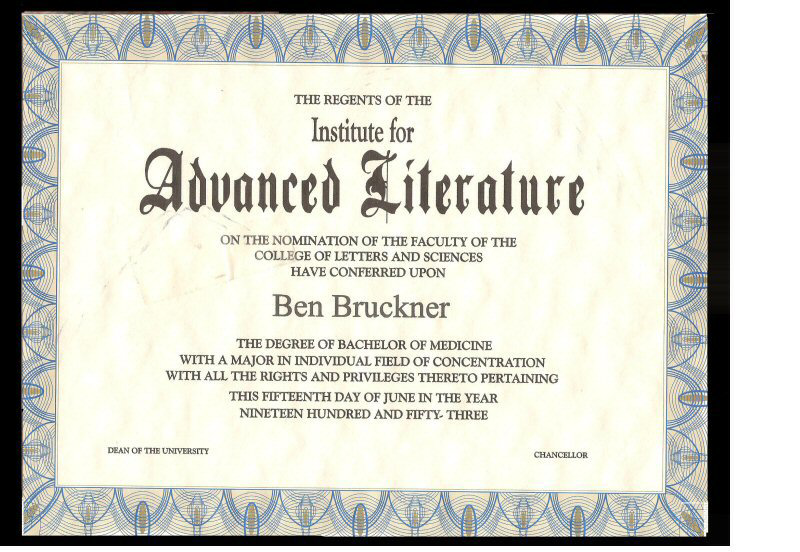 THE REGENTS OF THE
Institute for
Advanced Literature
ON THE NOMINATION OF THE FACULTY OF THE
COLLEGE OF LETTERS AND SCIENCES
HAVE CONFERRED UPON
Ben Bruckner
THE DEGREE OF BACHELOR OF MEDICINE
WITH A MAJOR IN INDIVIDUAL FIELD OF CONCENTRATION
WITH ALL THE RIGHTS AND PRIVILEGES THERETO PERTAINING
THIS FIFTEENTH DAY OF JUNE IN THE YEAR
NINETEEN HUNDRED AND FIFTY- THREE
DEAN OF THE UNIVERSITY
CHANCELLOR